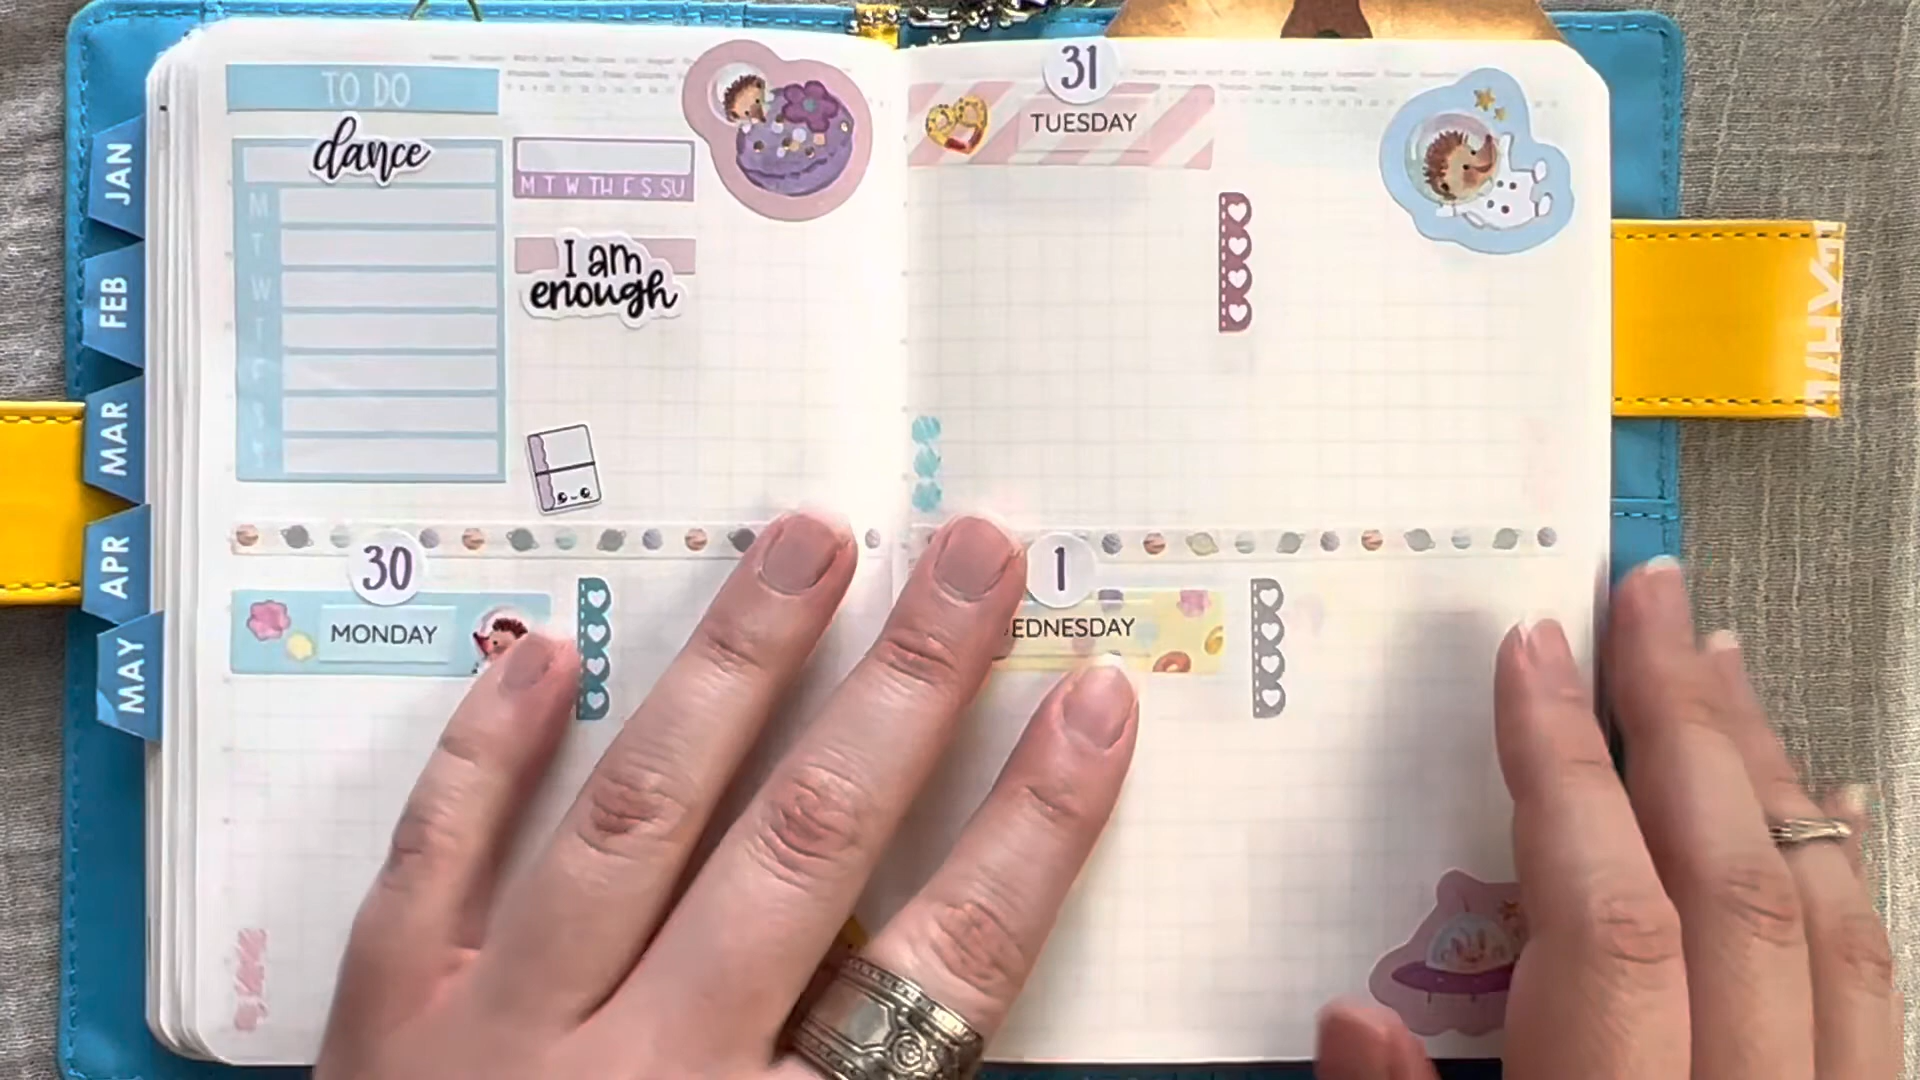 TO DO
dance
M
T
W
T
F
S
S
M T W TH F S SU
I am
enough
31
TUESDAY
30
MONDAY
1
EDNESDAY
JAN
FEB
MAR
APR
MAY